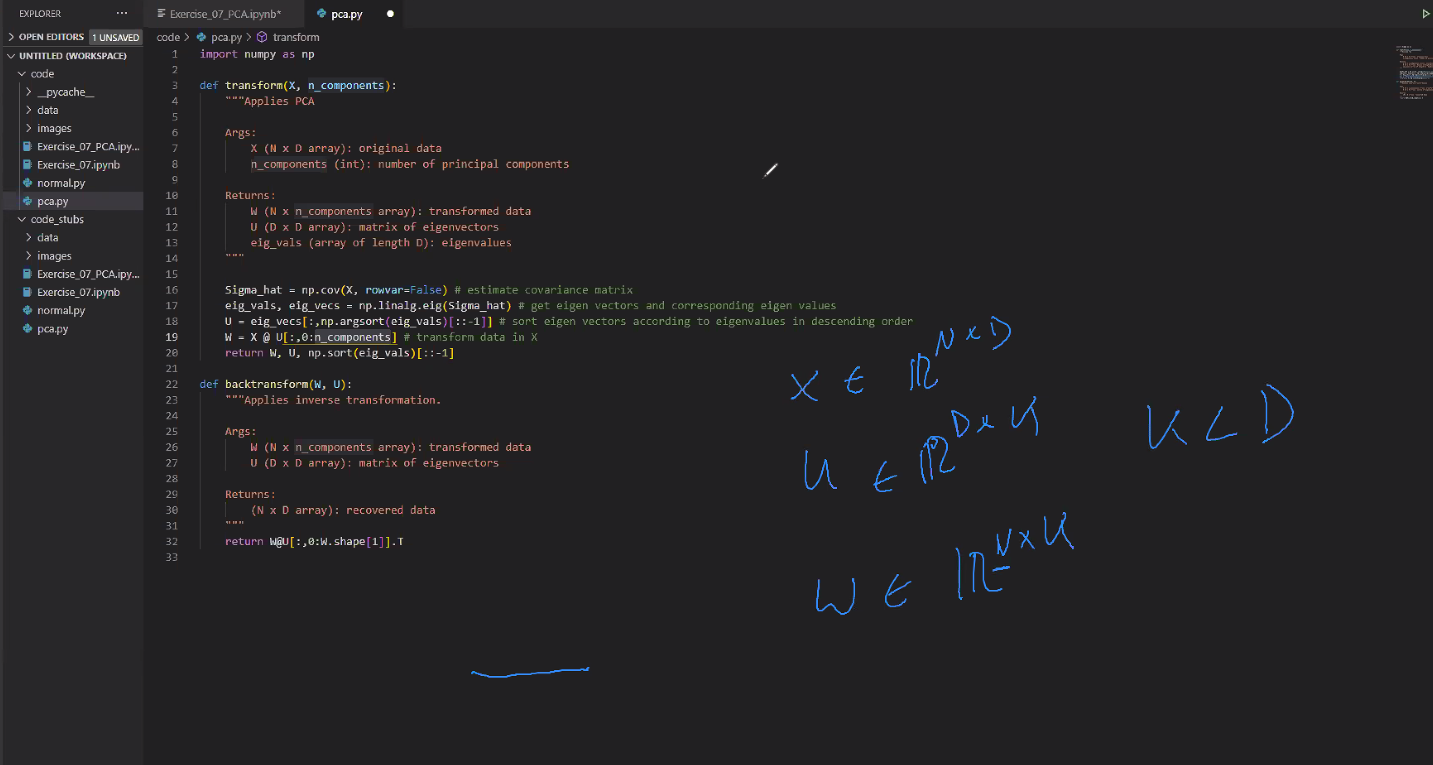 EXPLORER
···
Exercise_07_PCA.ipynb*
pca.py
OPEN EDITORS 1 UNSAVED
code > pca.py > transform
UNTITLED (WORKSPACE)
code
__pycache__
data
images
Exercise_07_PCA.ipy...
Exercise_07.ipynb
normal.py
pca.py
code_stubs
data
images
Exercise_07_PCA.ipy...
Exercise_07.ipynb
normal.py
pca.py
1 import numpy as np
2
3 def transform(X, n_components):
4 """Applies PCA
5
6 Args:
7 X (N x D array): original data
8 n_components (int): number of principal components
9
10 Returns:
11 W (N x n_components array): transformed data
12 U (D x D array): matrix of eigenvectors
13 eig_vals (array of length D): eigenvalues
14 """
15
16 Sigma_hat = np.cov(X, rowvar=False) # estimate covariance matrix
17 eig_vals, eig_vecs = np.linalg.eig(Sigma_hat) # get eigen vectors and corresponding eigen values
18 U = eig_vecs[:,np.argsort(eig_vals)[::-1]] # sort eigen vectors according to eigenvalues in descending order
19 W = X @ U[:,0:n_components] # transform data in X
20 return W, U, np.sort(eig_vals)[::-1]
21
22 def backtransform(W, U):
23 """Applies inverse transformation.
24
25 Args:
26 W (N x n_components array): transformed data
27 U (D x D array): matrix of eigenvectors
28
29 Returns:
30 (N x D array): recovered data
31 """
32 return W@U[:,0:W.shape[1]].T
33
X ∈ ℝ^N×D
U ∈ ℝ^D×K
K < D
W ∈ ℝ^N×K